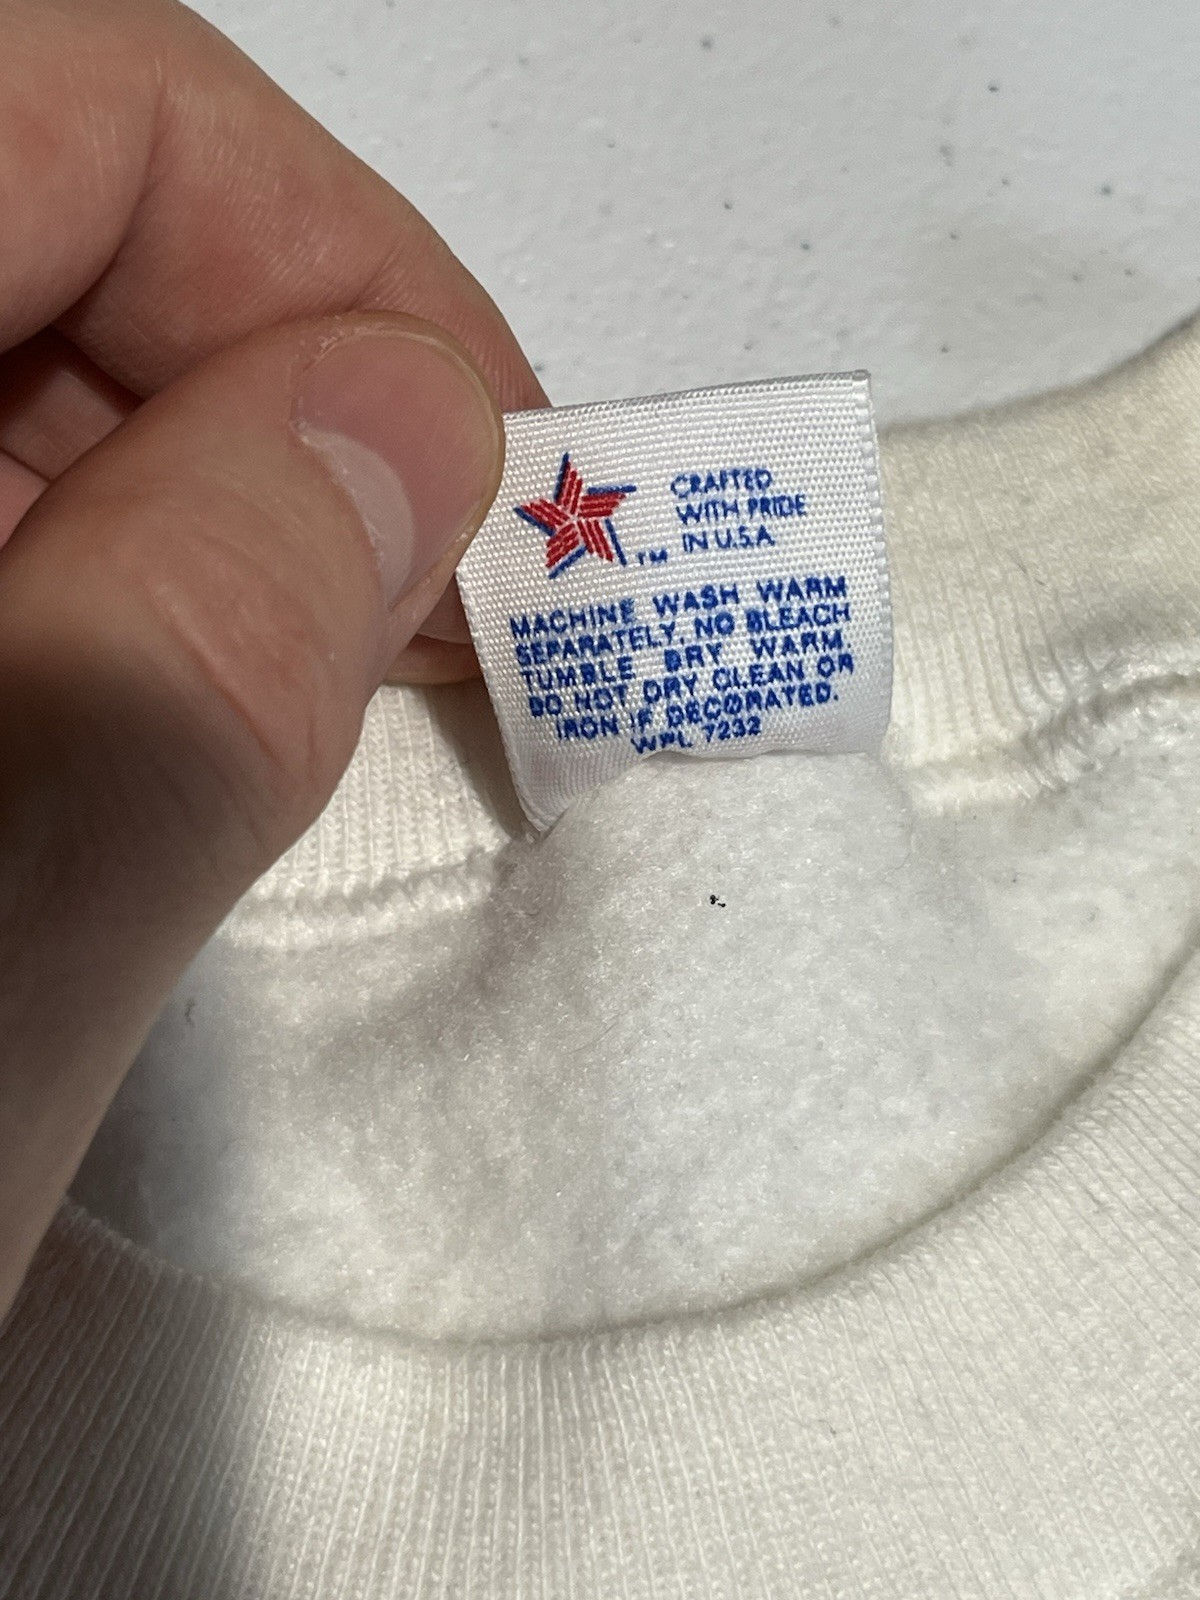 CRAFTED
WITH PRIDE
IN U.S.A
TM
MACHINE WASH WARM
SEPARATELY, NO BLEACH
TUMBLE DRY WARM
DO NOT DRY CLEAN OR
IRON IF DECORATED.
WPL 7232